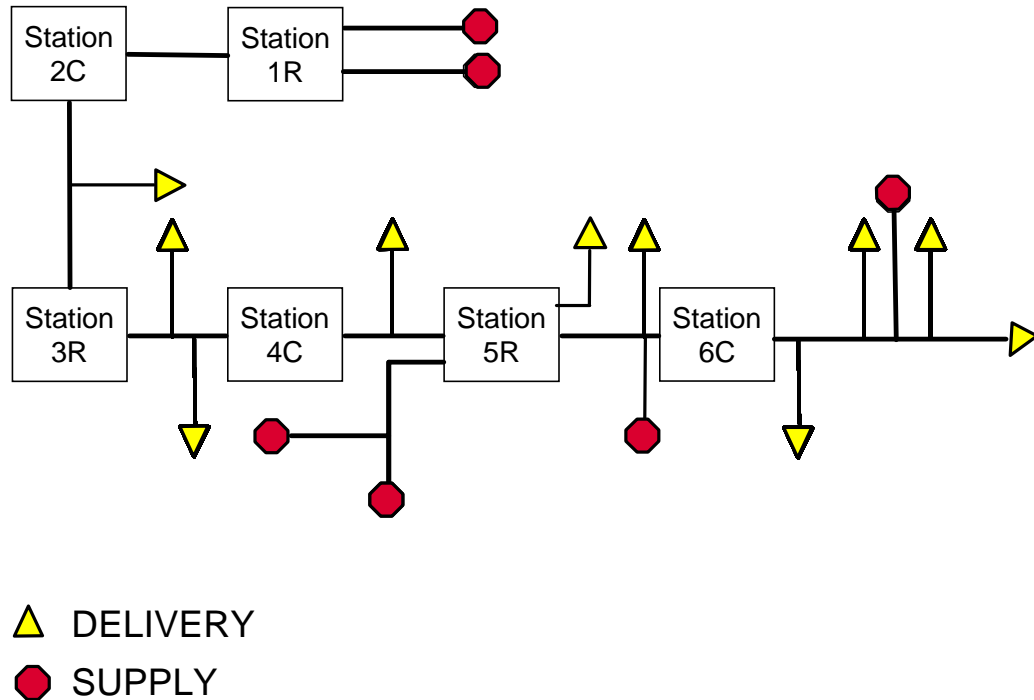 Station
2C
Station
1R
Station
3R
Station
4C
Station
5R
Station
6C
DELIVERY
SUPPLY